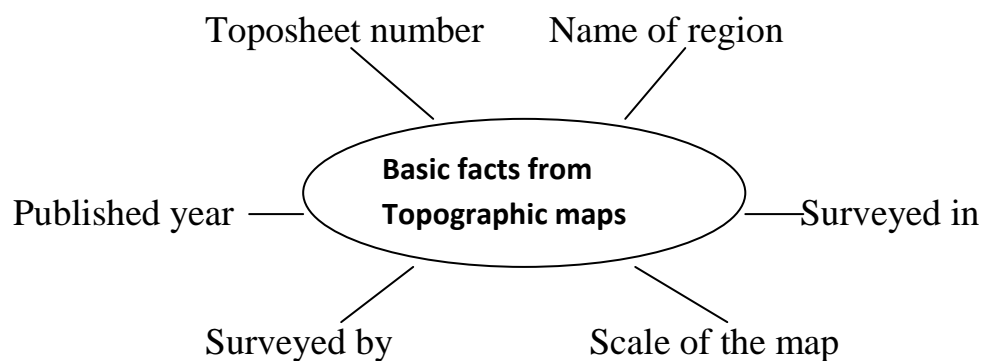 Toposheet number
Name of region
Basic facts from
Topographic maps
Published year
Surveyed in
Surveyed by
Scale of the map